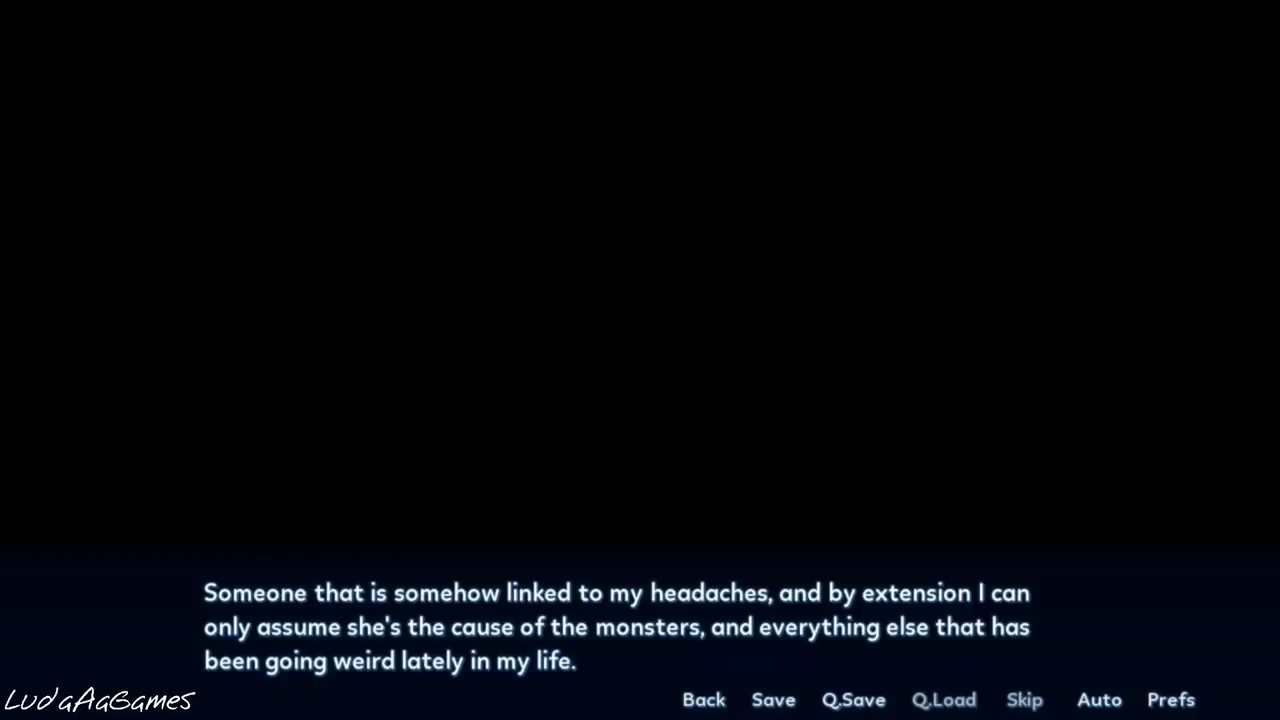 Someone that is somehow linked to my headaches, and by extension I can
only assume she's the cause of the monsters, and everything else that has
been going weird lately in my life.
LudaAaGames
Back Save Q.Save Q.Load Skip Auto Prefs